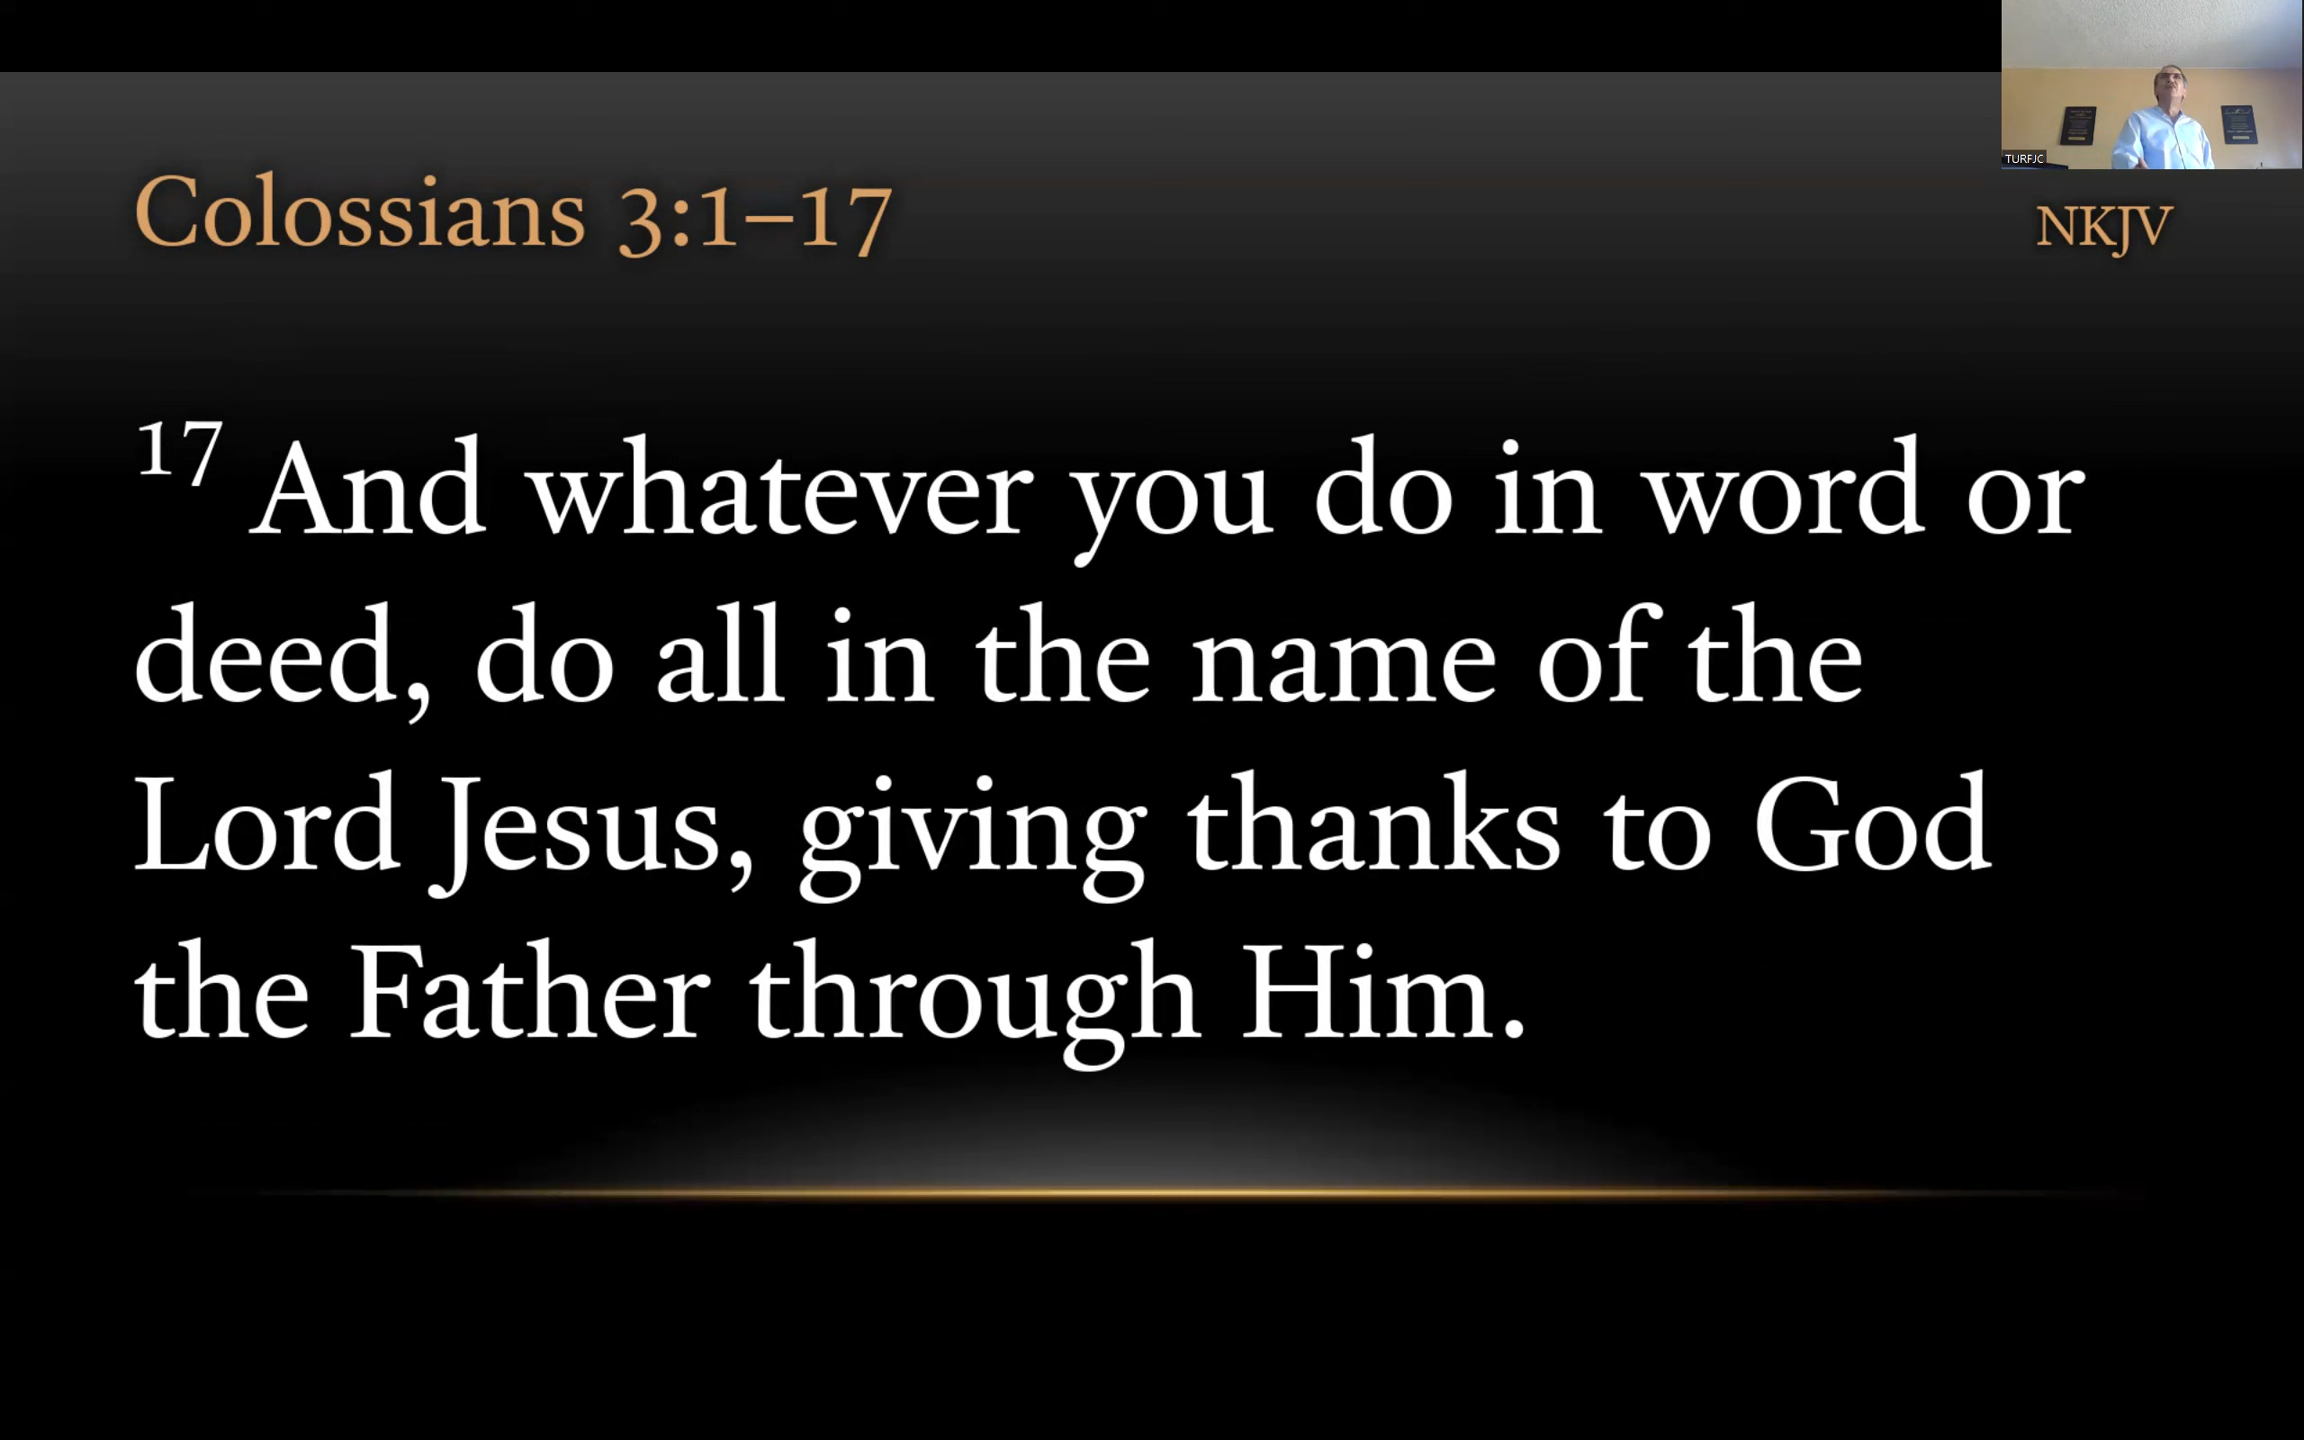 TURFJC
Colossians 3:1–17
NKJV
17 And whatever you do in word or
deed, do all in the name of the
Lord Jesus, giving thanks to God
the Father through Him.